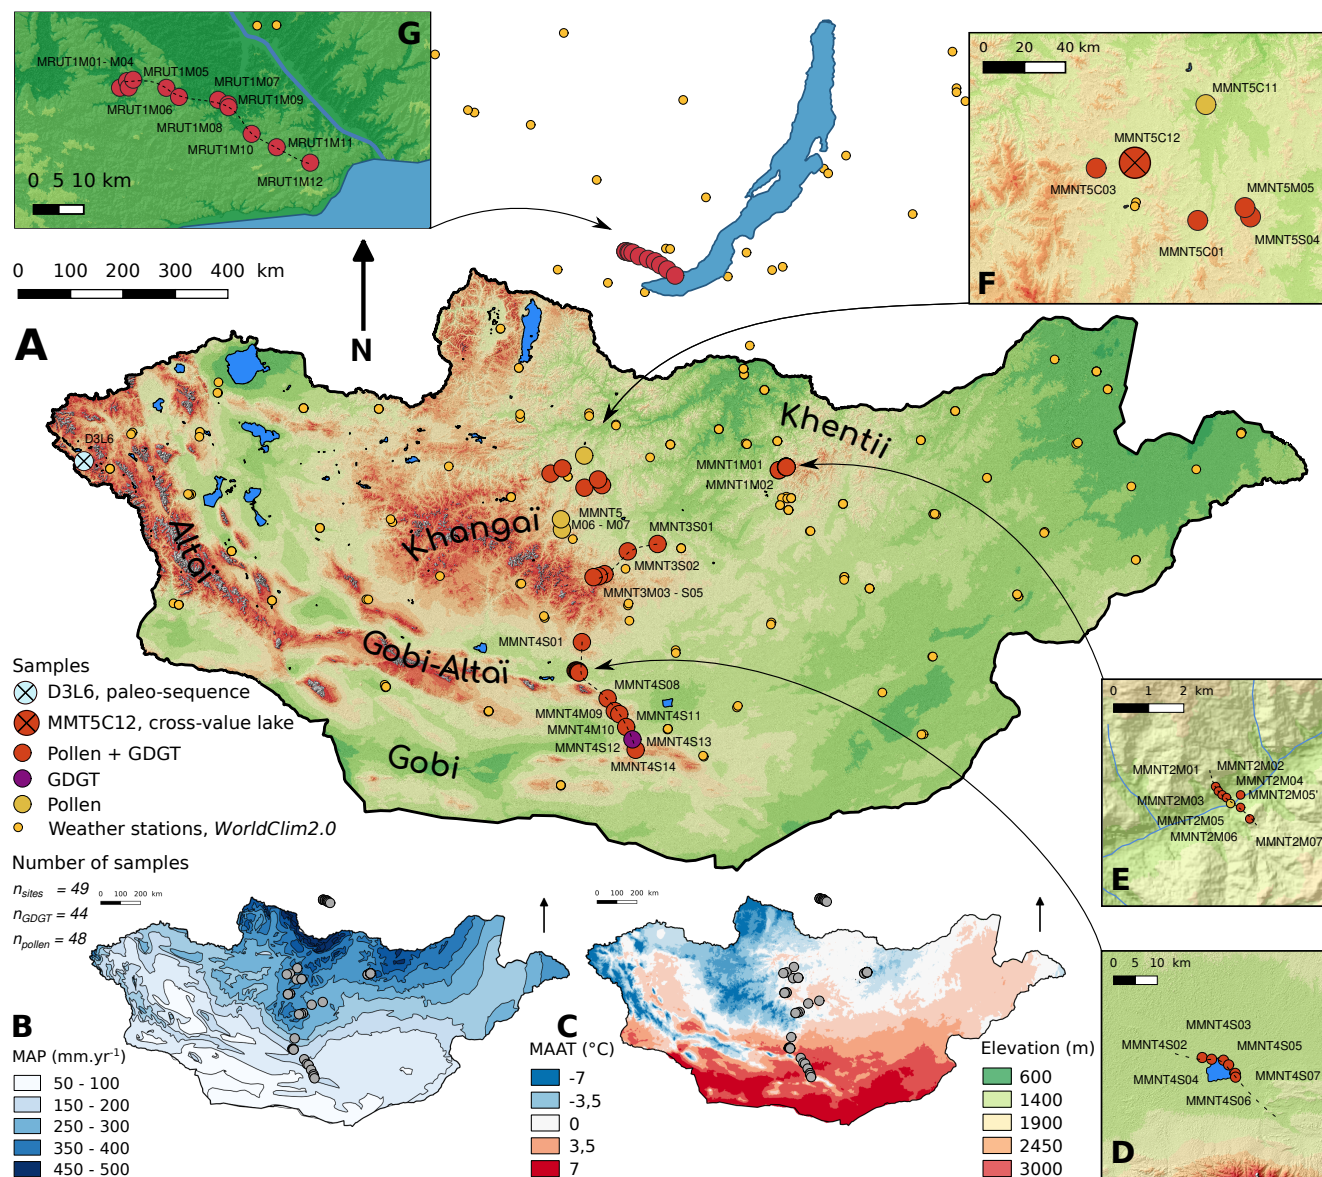 G
MRUT1M01- M04
MRUT1M05
MRUT1M07
MRUT1M06
MRUT1M09
MRUT1M08
MRUT1M10
MRUT1M11
MRUT1M12
0 5 10 km
0 20 40 km
MMNT5C11
MMNT5C12
MMNT5C03
MMNT5M05
MMNT5S04
MMNT5C01
F
0 100 200 300 400 km
A
N
D3L6
Altaï
Khangaï
Khentii
Gobi-Altaï
Gobi
MMNT1M01
MMNT1M02
MMNT5
M06 - M07
MMNT3S01
MMNT3S02
MMNT3M03 - S05
MMNT4S01
MMNT4S08
MMNT4M09
MMNT4S11
MMNT4M10
MMNT4S13
MMNT4S12
MMNT4S14
Samples
D3L6, paleo-sequence
MMT5C12, cross-value lake
Pollen + GDGT
GDGT
Pollen
Weather stations, WorldClim2.0
Number of samples
nsites = 49
nGDGT = 44
npollen = 48
0 100 200 km
B
MAP (mm.yr-1)
50 - 100
150 - 200
250 - 300
350 - 400
450 - 500
0 100 200 km
C
MAAT (°C)
-7
-3,5
0
3,5
7
Elevation (m)
600
1400
1900
2450
3000
0 1 2 km
MMNT2M01
MMNT2M02
MMNT2M04
MMNT2M03
MMNT2M05'
MMNT2M05
MMNT2M06
MMNT2M07
E
0 5 10 km
MMNT4S03
MMNT4S02
MMNT4S05
MMNT4S04
MMNT4S07
MMNT4S06
D